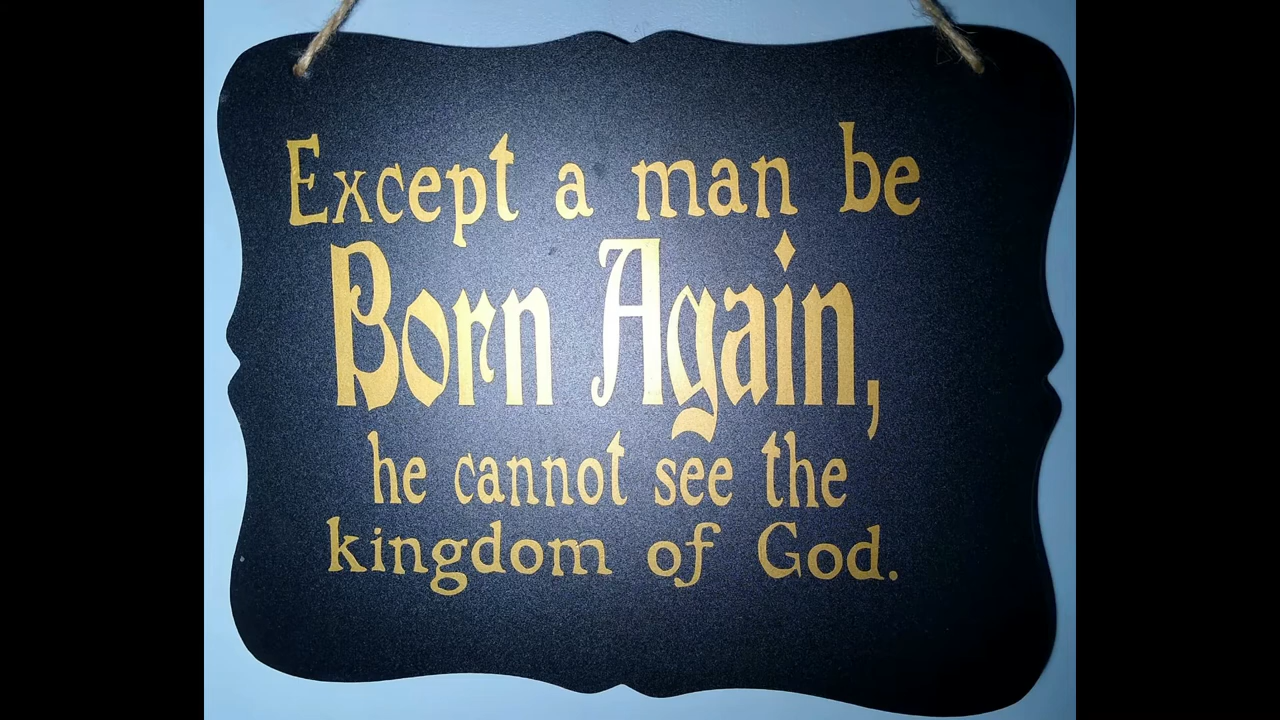 Except a man be
Born Again,
he cannot see the
kingdom of God.